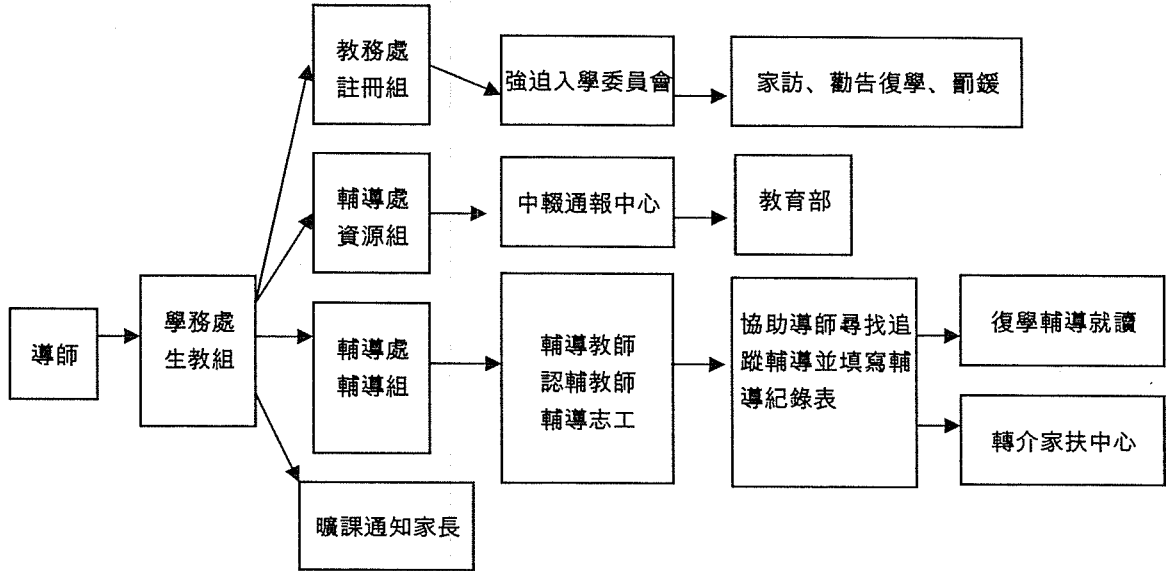 導師
學務處
生教組
教務處
註冊組
強迫入學委員會
家訪、勸告復學、罰鍰
輔導處
資源組
中輟通報中心
教育部
輔導處
輔導組
輔導教師
認輔教師
輔導志工
協助導師尋找追
蹤輔導並填寫輔
導紀錄表
復學輔導就讀
轉介家扶中心
曠課通知家長